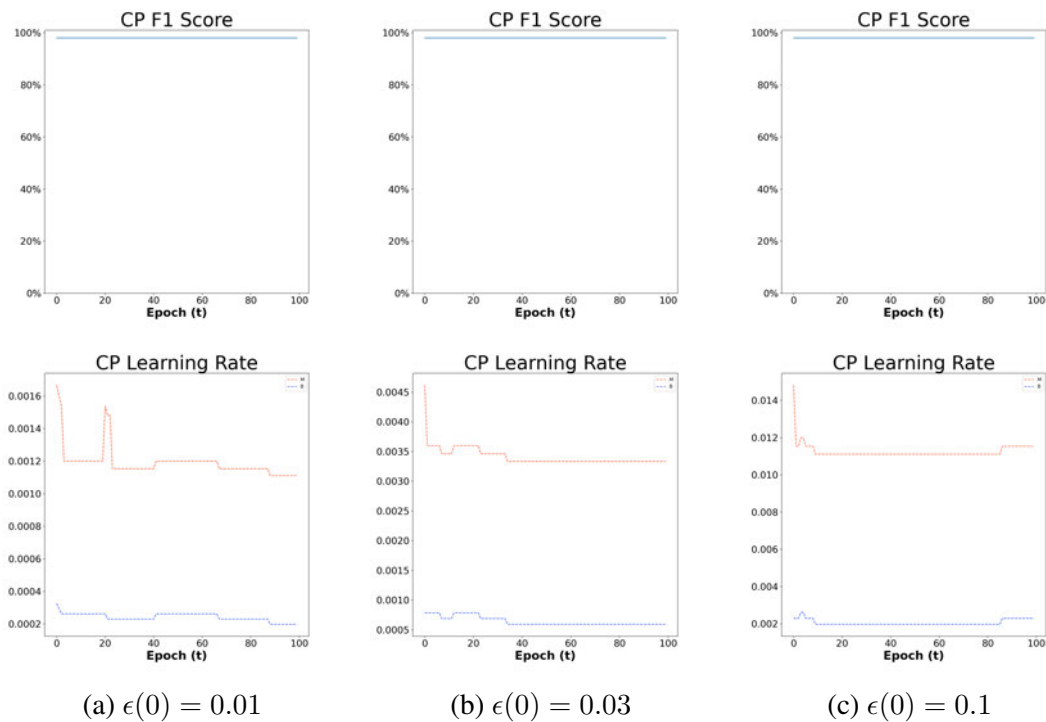 CP F1 Score
100%
80%
60%
40%
20%
0%
0 20 40 60 80 100
Epoch (t)
CP F1 Score
100%
80%
60%
40%
20%
0%
0 20 40 60 80 100
Epoch (t)
CP F1 Score
100%
80%
60%
40%
20%
0%
0 20 40 60 80 100
Epoch (t)
CP Learning Rate
M
B
0.0016
0.0014
0.0012
0.0010
0.0008
0.0006
0.0004
0.0002
0 20 40 60 80 100
Epoch (t)
CP Learning Rate
M
B
0.0045
0.0040
0.0035
0.0030
0.0025
0.0020
0.0015
0.0010
0.0005
0 20 40 60 80 100
Epoch (t)
CP Learning Rate
M
B
0.014
0.012
0.010
0.008
0.006
0.004
0.002
0 20 40 60 80 100
Epoch (t)
(a) ϵ(0) = 0.01
(b) ϵ(0) = 0.03
(c) ϵ(0) = 0.1